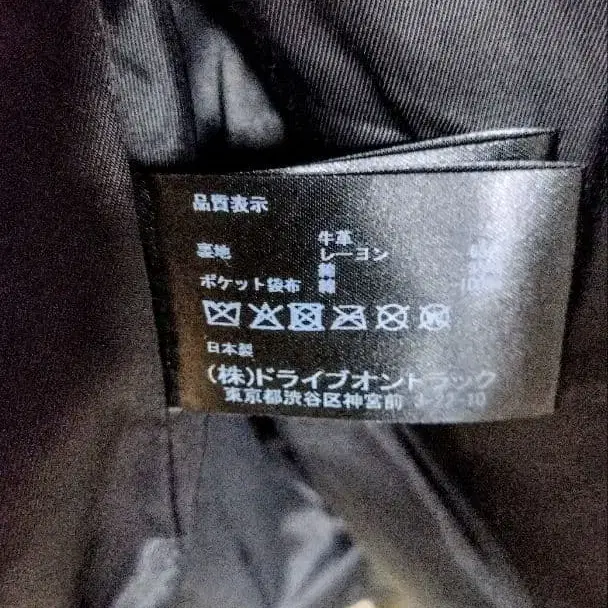 品質表示
牛革
裏地 レーヨン
綿
ポケット袋布 綿
日本製
(株)ドライブオントラック
東京都渋谷区神宮前 3-22-10